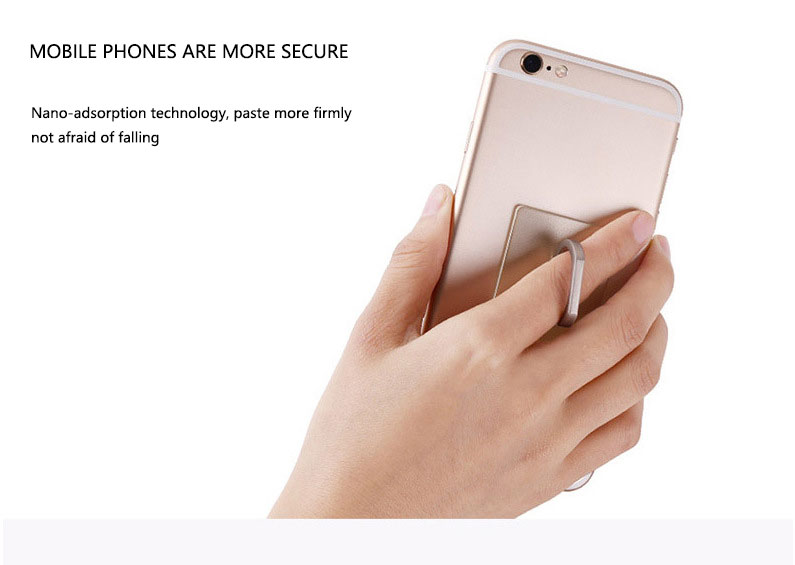 MOBILE PHONES ARE MORE SECURE
Nano-adsorption technology, paste more firmly
not afraid of falling